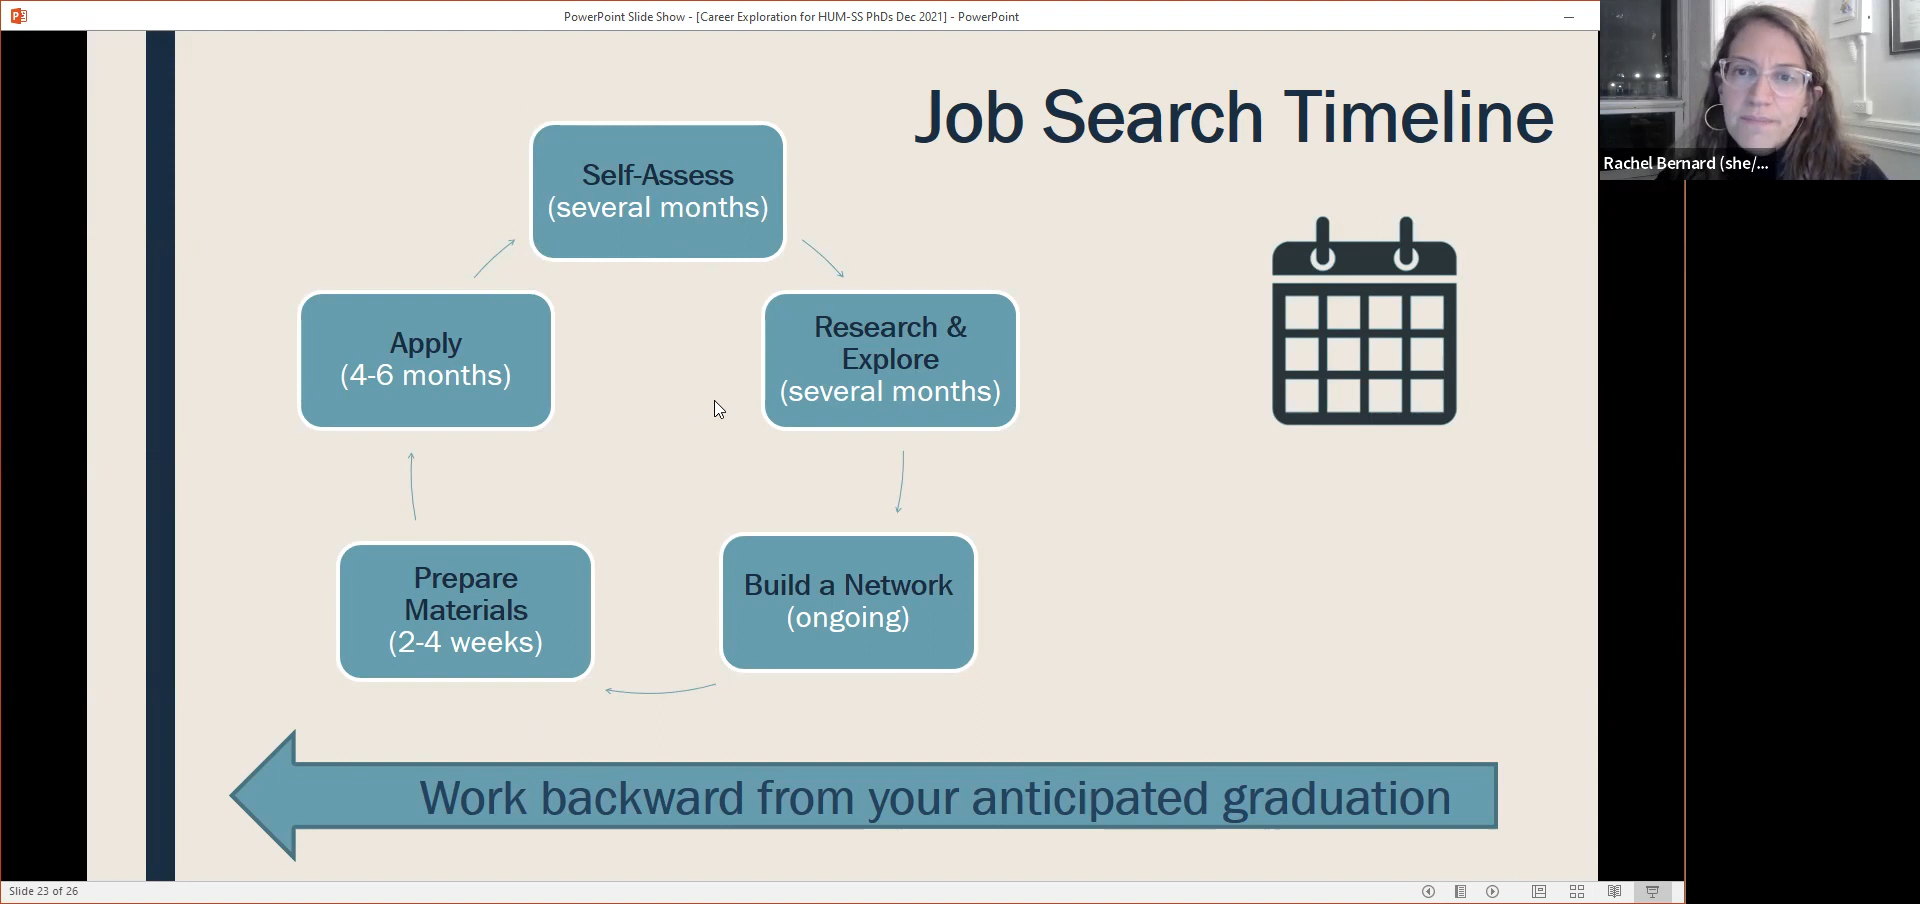 PowerPoint Slide Show - [Career Exploration for HUM-SS PhDs Dec 2021] - PowerPoint
Job Search Timeline
Self-Assess
(several months)
Research &
Explore
(several months)
Build a Network
(ongoing)
Prepare
Materials
(2-4 weeks)
Apply
(4-6 months)
Work backward from your anticipated graduation
Rachel Bernard (she/...
Slide 23 of 26